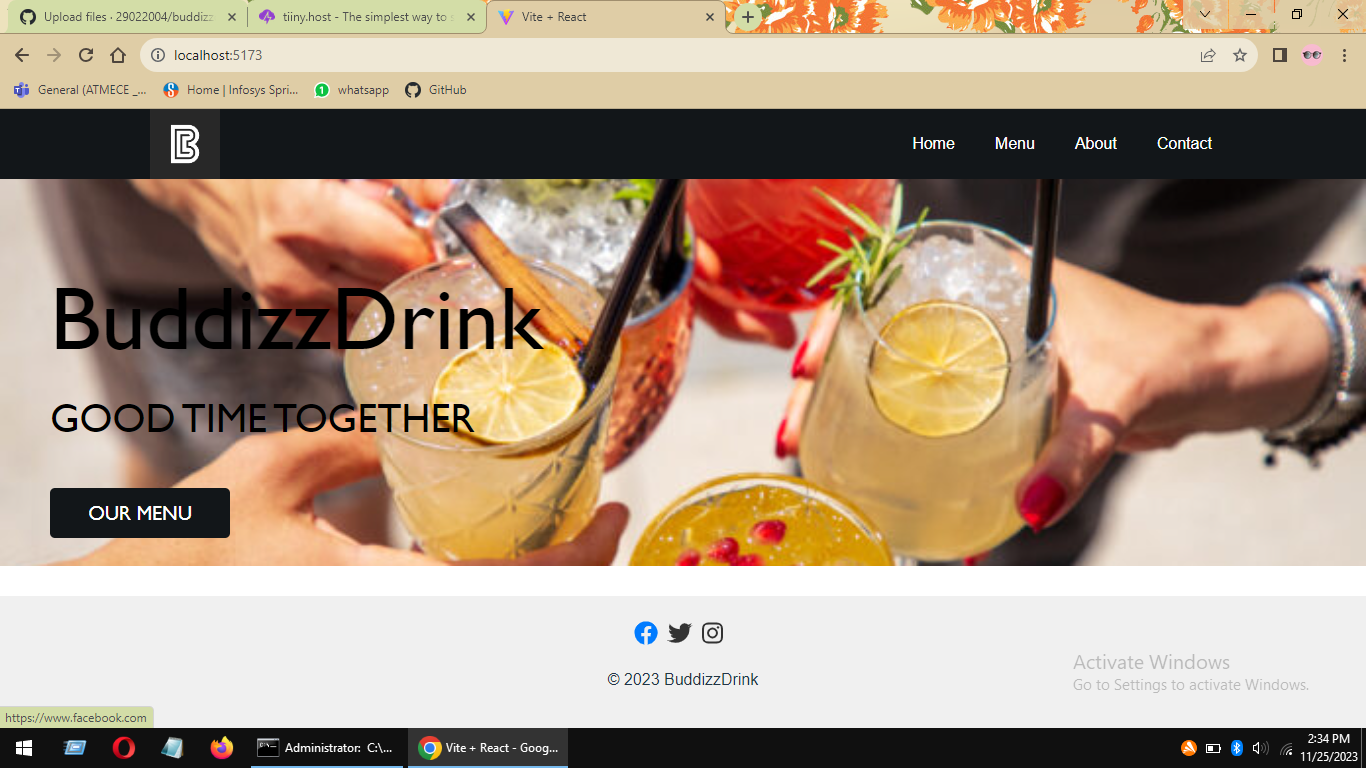 Upload files · 29022004/buddizz
tiiny.host - The simplest way to s
Vite + React
localhost:5173
General (ATMECE _...
Home | Infosys Spri...
1
whatsapp
GitHub
B
Home
Menu
About
Contact
BuddizzDrink
GOOD TIME TOGETHER
OUR MENU
© 2023 BuddizzDrink
Activate Windows
Go to Settings to activate Windows.
https://www.facebook.com
Administrator: C:\...
Vite + React - Goog...
2:34 PM
11/25/2023